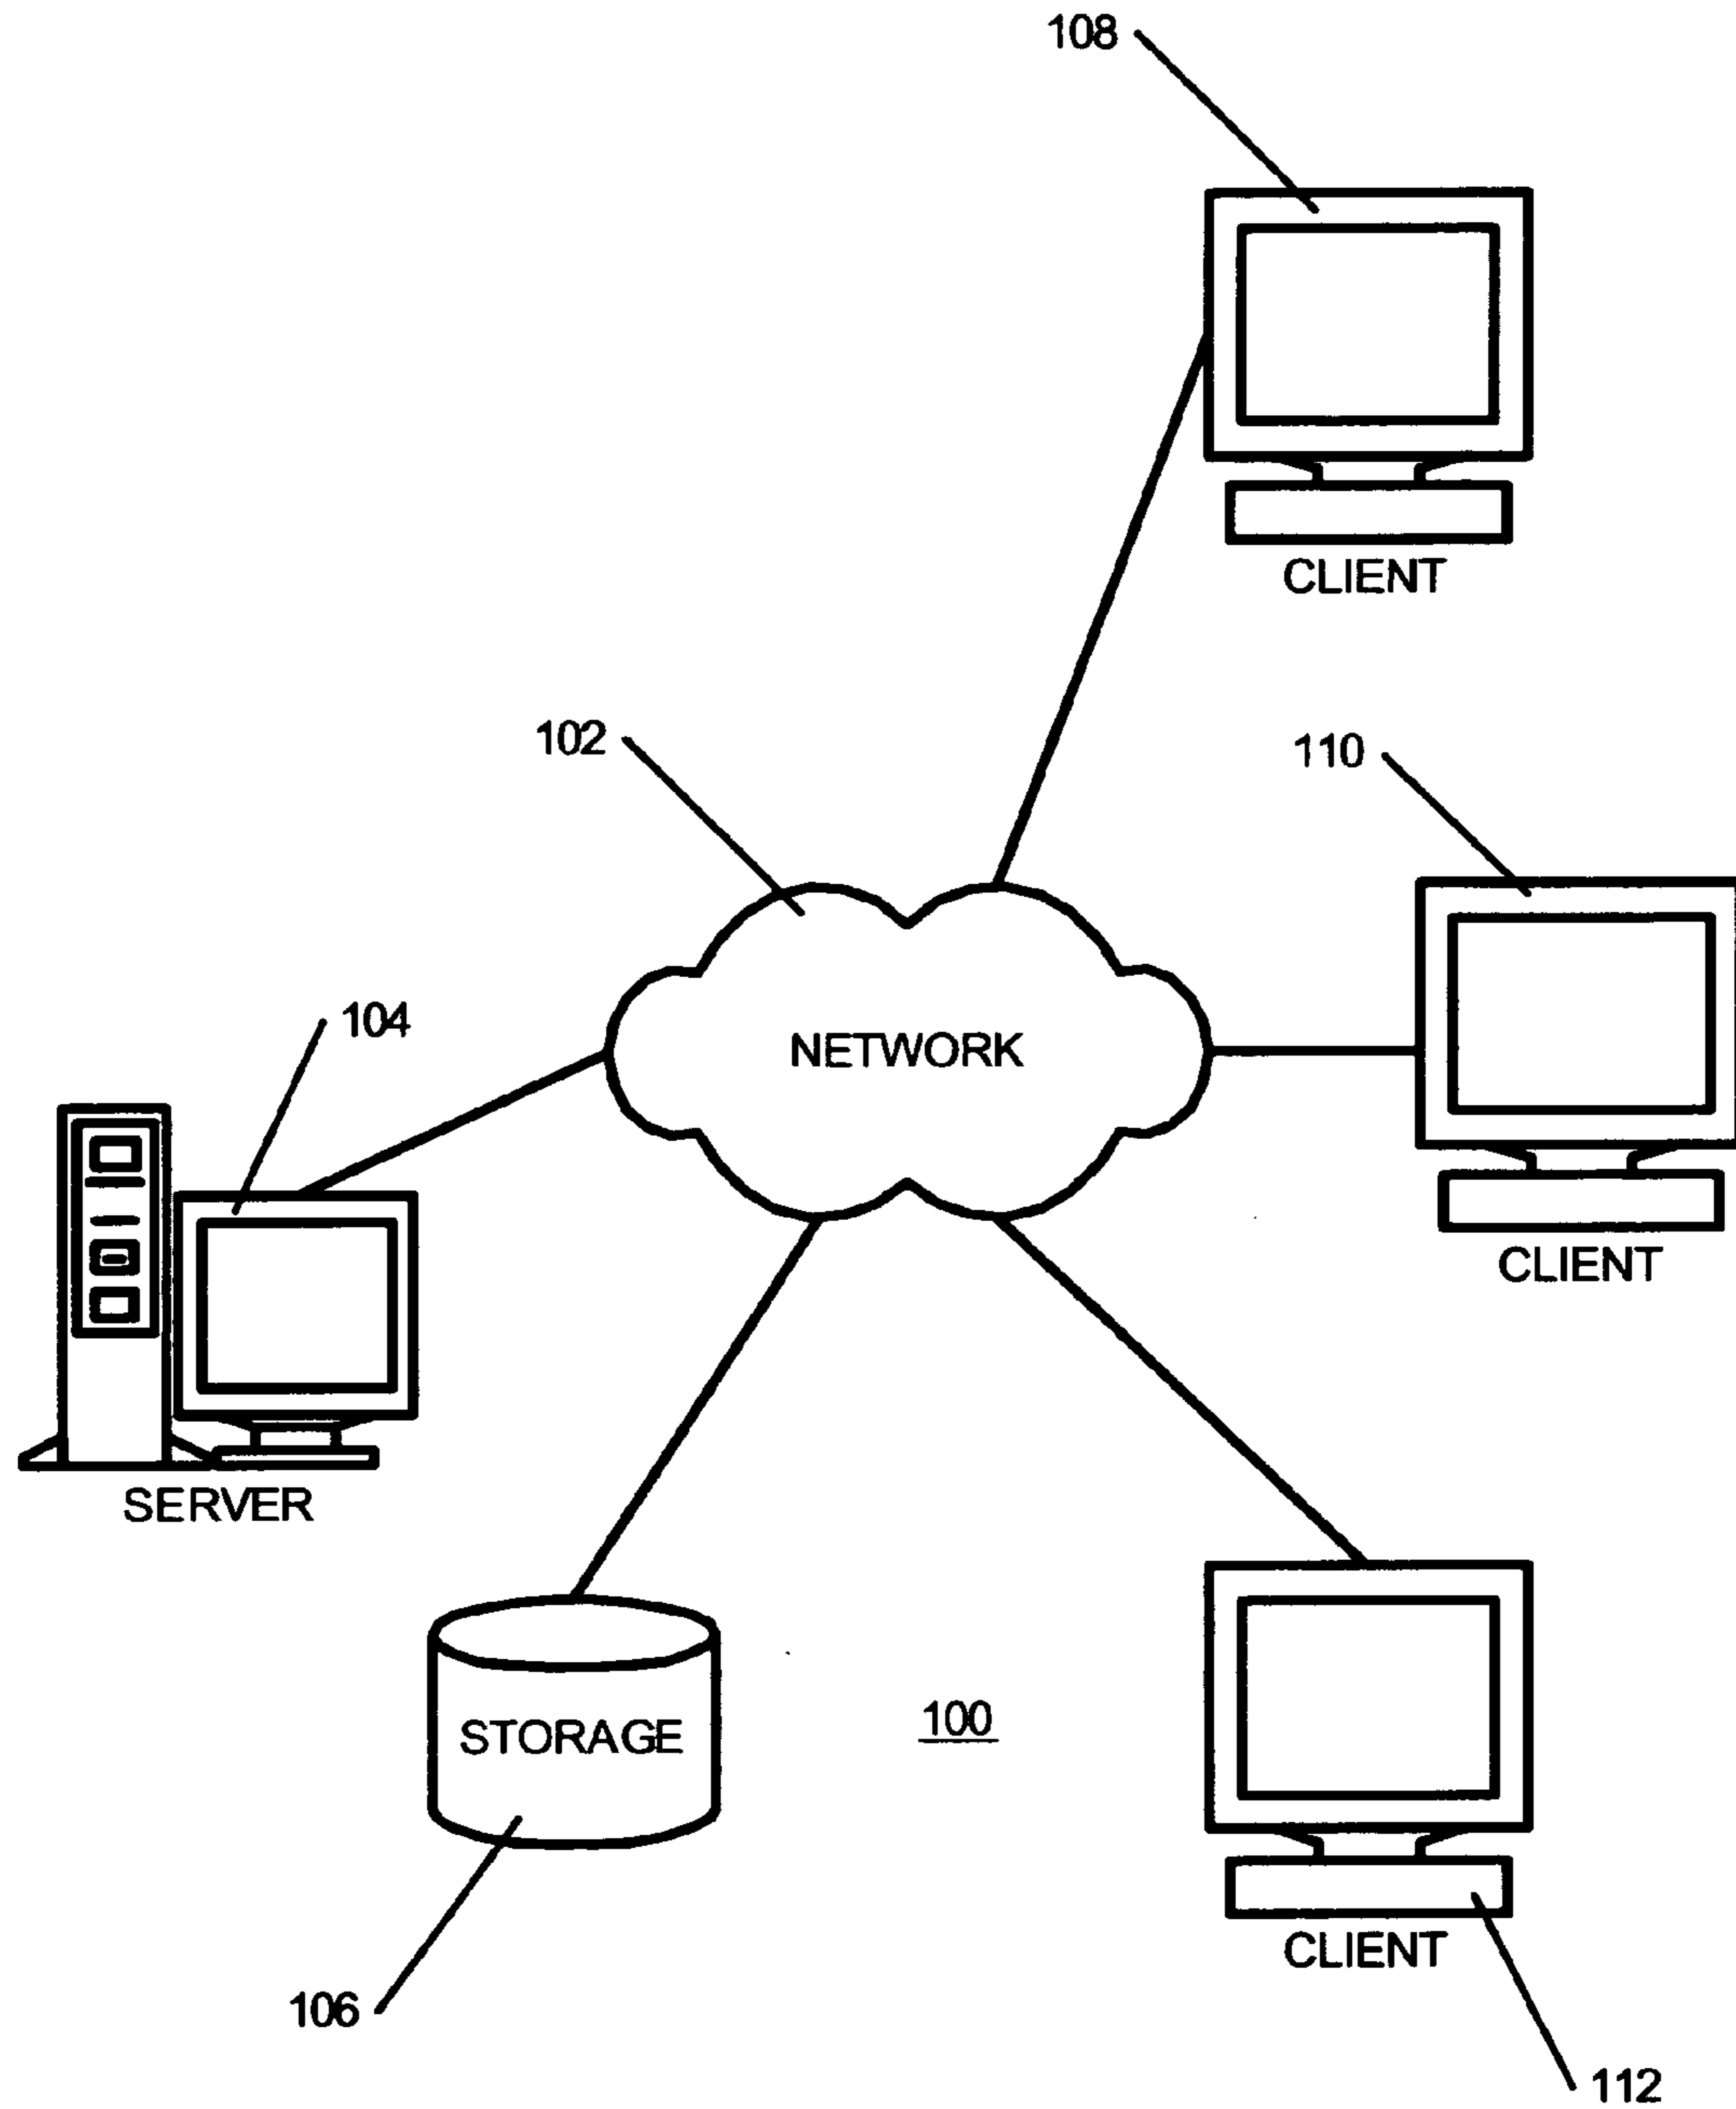 108
CLIENT
102
110
104
NETWORK
CLIENT
SERVER
STORAGE
100
CLIENT
106
112